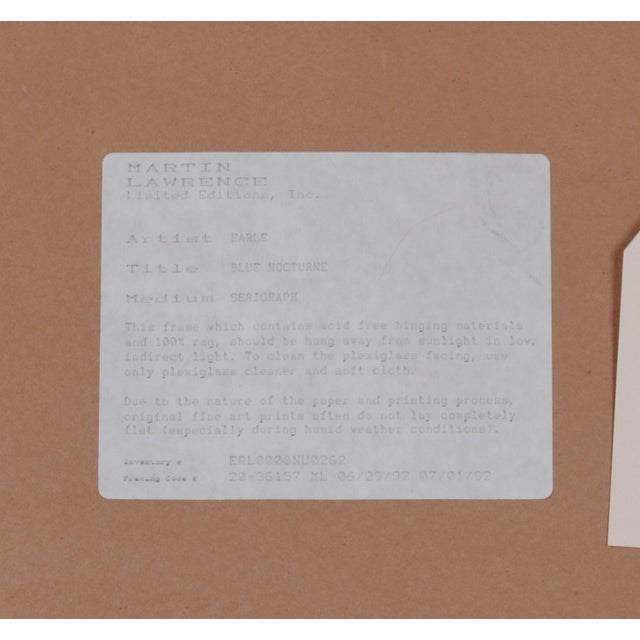 MARTIN
LAWRENCE
Limited Editions, Inc.
Artist EARLE
Title BLUE NOCTURNE
Medium SERIGRAPH
This frame which contains acid free hinging materials
and 100% rag, should be hung away from sunlight in low,
indirect light. To clean the plexiglass facing, use
only plexiglass cleaner and soft cloth.
Due to the nature of the paper and printing process,
original fine art prints often do not lay completely
flat (especially during humid weather conditions).
Inventory # ERL0008NU0262
Framing Code # 20-36157 ML 06/29/92 07/01/92